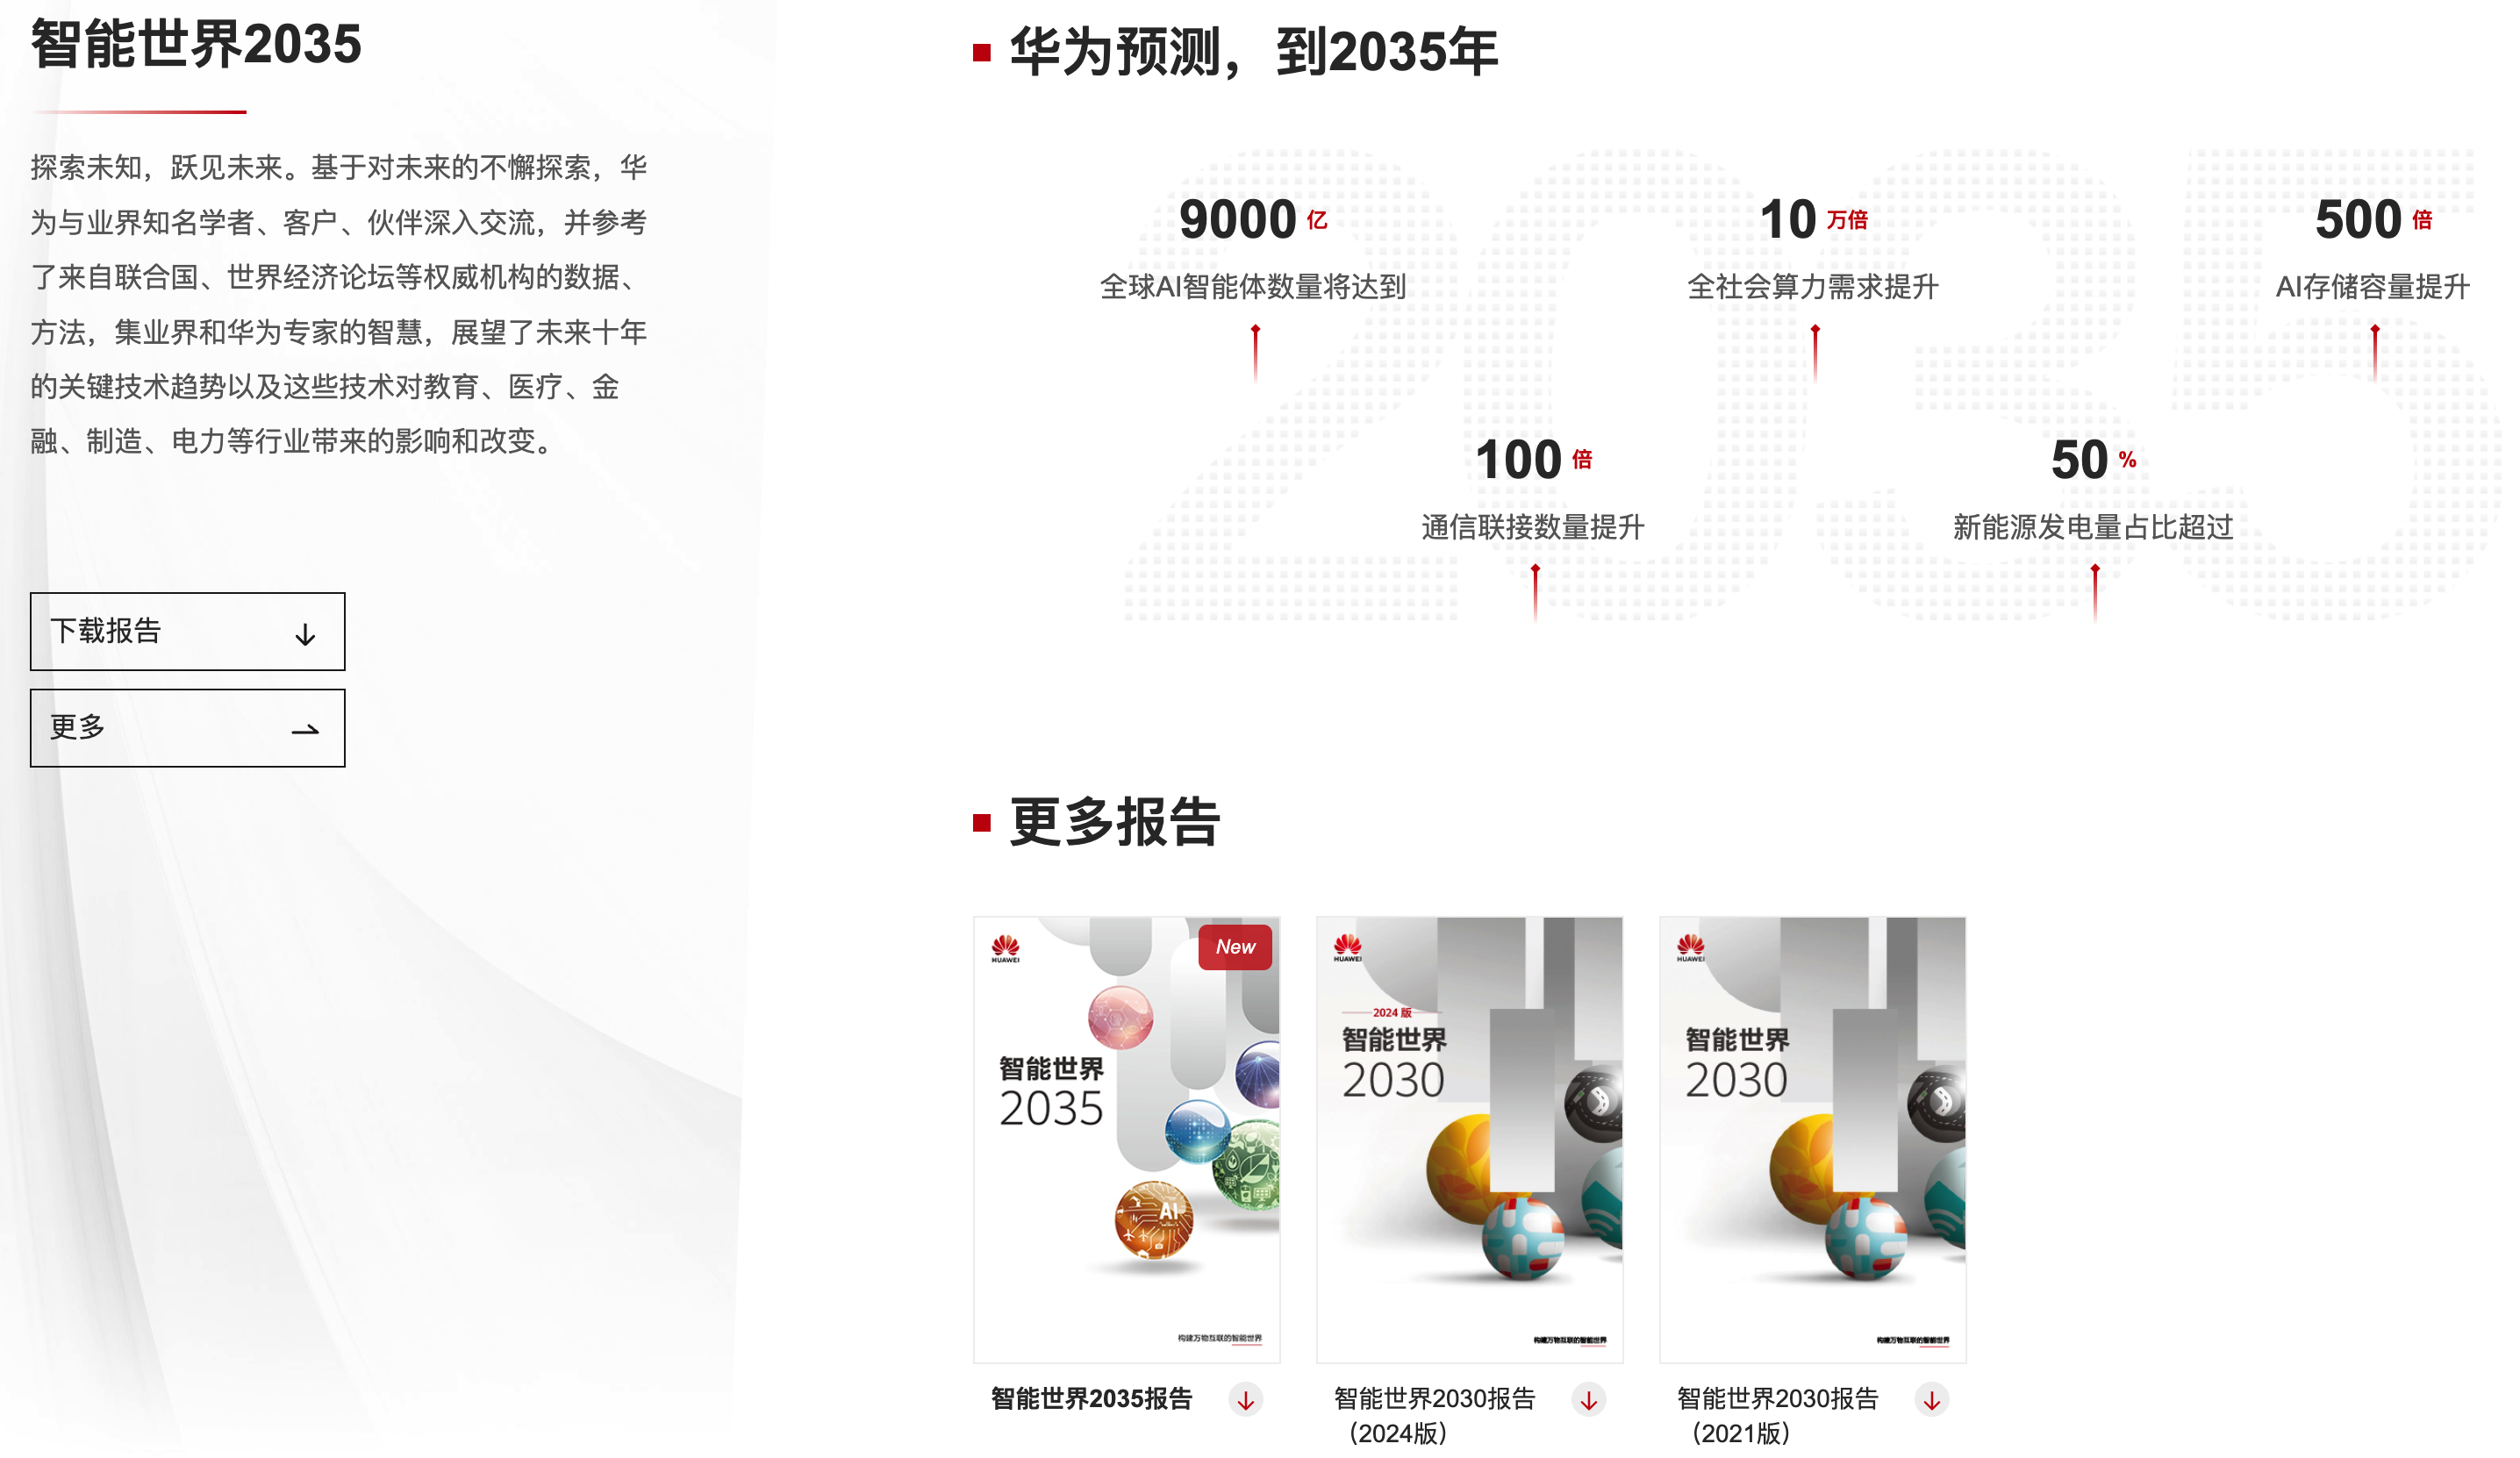 智能世界2035
探索未知，跃见未来。基于对未来的不懈探索，华
为与业界知名学者、客户、伙伴深入交流，并参考
了来自联合国、世界经济论坛等权威机构的数据、
方法，集业界和华为专家的智慧，展望了未来十年
的关键技术趋势以及这些技术对教育、医疗、金
融、制造、电力等行业带来的影响和改变。
下载报告
更多
华为预测，到2035年
2035
9000 亿
全球AI智能体数量将达到
10 万倍
全社会算力需求提升
500 倍
AI存储容量提升
100 倍
通信联接数量提升
50 %
新能源发电量占比超过
更多报告
HUAWEI
New
智能世界
2035
AI
构建万物互联的智能世界
智能世界2035报告
HUAWEI
2024 版
智能世界
2030
构建万物互联的智能世界
智能世界2030报告
（2024版）
HUAWEI
智能世界
2030
构建万物互联的智能世界
智能世界2030报告
（2021版）